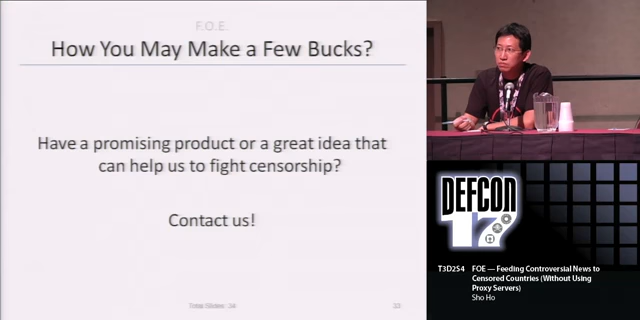 F.O.E.
How You May Make a Few Bucks?
Have a promising product or a great idea that
can help us to fight censorship?
Contact us!
Total Slides: 34
33
DEFCON
17
T3D2S4 FOE — Feeding Controversial News to
Censored Countries (Without Using
Proxy Servers)
Sho Ho